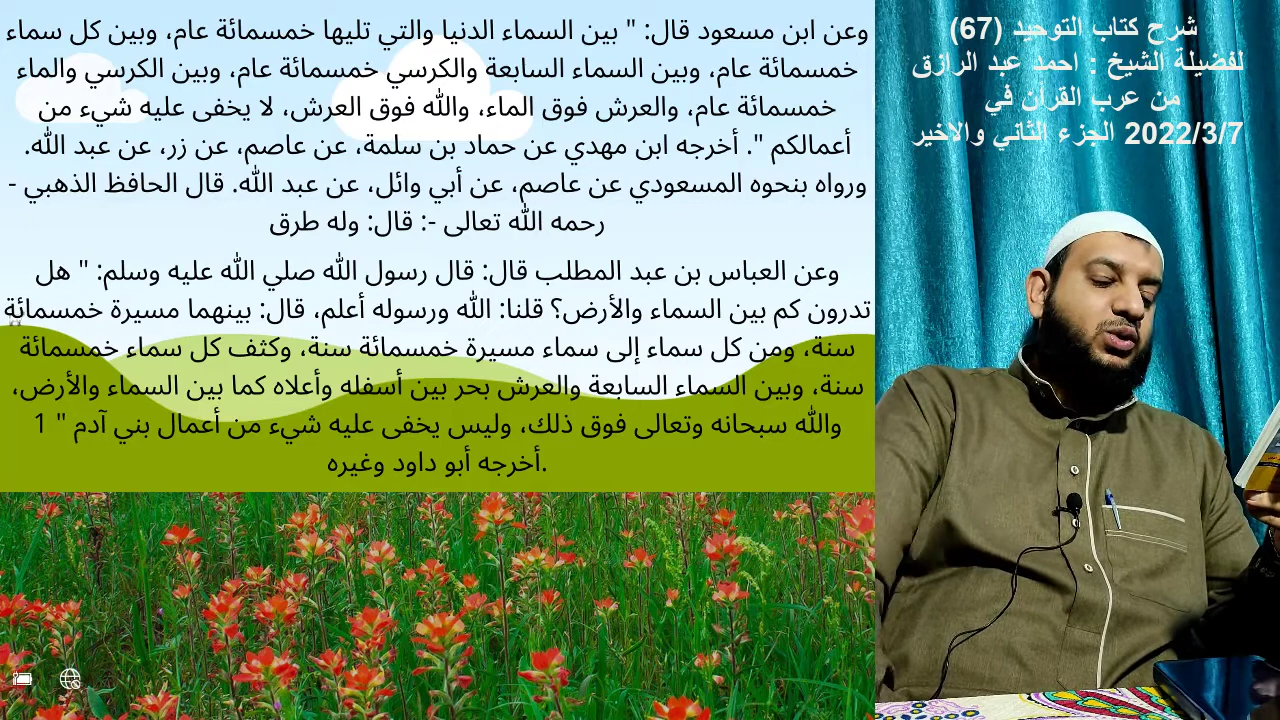 وعن ابن مسعود قال: " بين السماء الدنيا والتي تليها خمسمائة عام، وبين كل سماء
خمسمائة عام، وبين السماء السابعة والكرسي خمسمائة عام، وبين الكرسي والماء
خمسمائة عام، والعرش فوق الماء، والله فوق العرش، لا يخفى عليه شيء من
أعمالكم ". أخرجه ابن مهدي عن حماد بن سلمة، عن عاصم، عن زر، عن عبد الله.
ورواه بنحوه المسعودي عن عاصم، عن أبي وائل، عن عبد الله. قال الحافظ الذهبي -
رحمه الله تعالى -: قال: وله طرق
وعن العباس بن عبد المطلب قال: قال رسول الله صلي الله عليه وسلم: " هل
تدرون كم بين السماء والأرض؟ قلنا: الله ورسوله أعلم، قال: بينهما مسيرة خمسمائة
سنة، ومن كل سماء إلى سماء مسيرة خمسمائة سنة، وكثف كل سماء خمسمائة
سنة، وبين السماء السابعة والعرش بحر بين أسفله وأعلاه كما بين السماء والأرض،
والله سبحانه وتعالى فوق ذلك، وليس يخفى عليه شيء من أعمال بني آدم " 1
.أخرجه أبو داود وغيره
شرح كتاب التوحيد (67)
لفضيلة الشيخ : احمد عبد الرازق
من عرب القرآن في
2022/3/7 الجزء الثاني والاخير